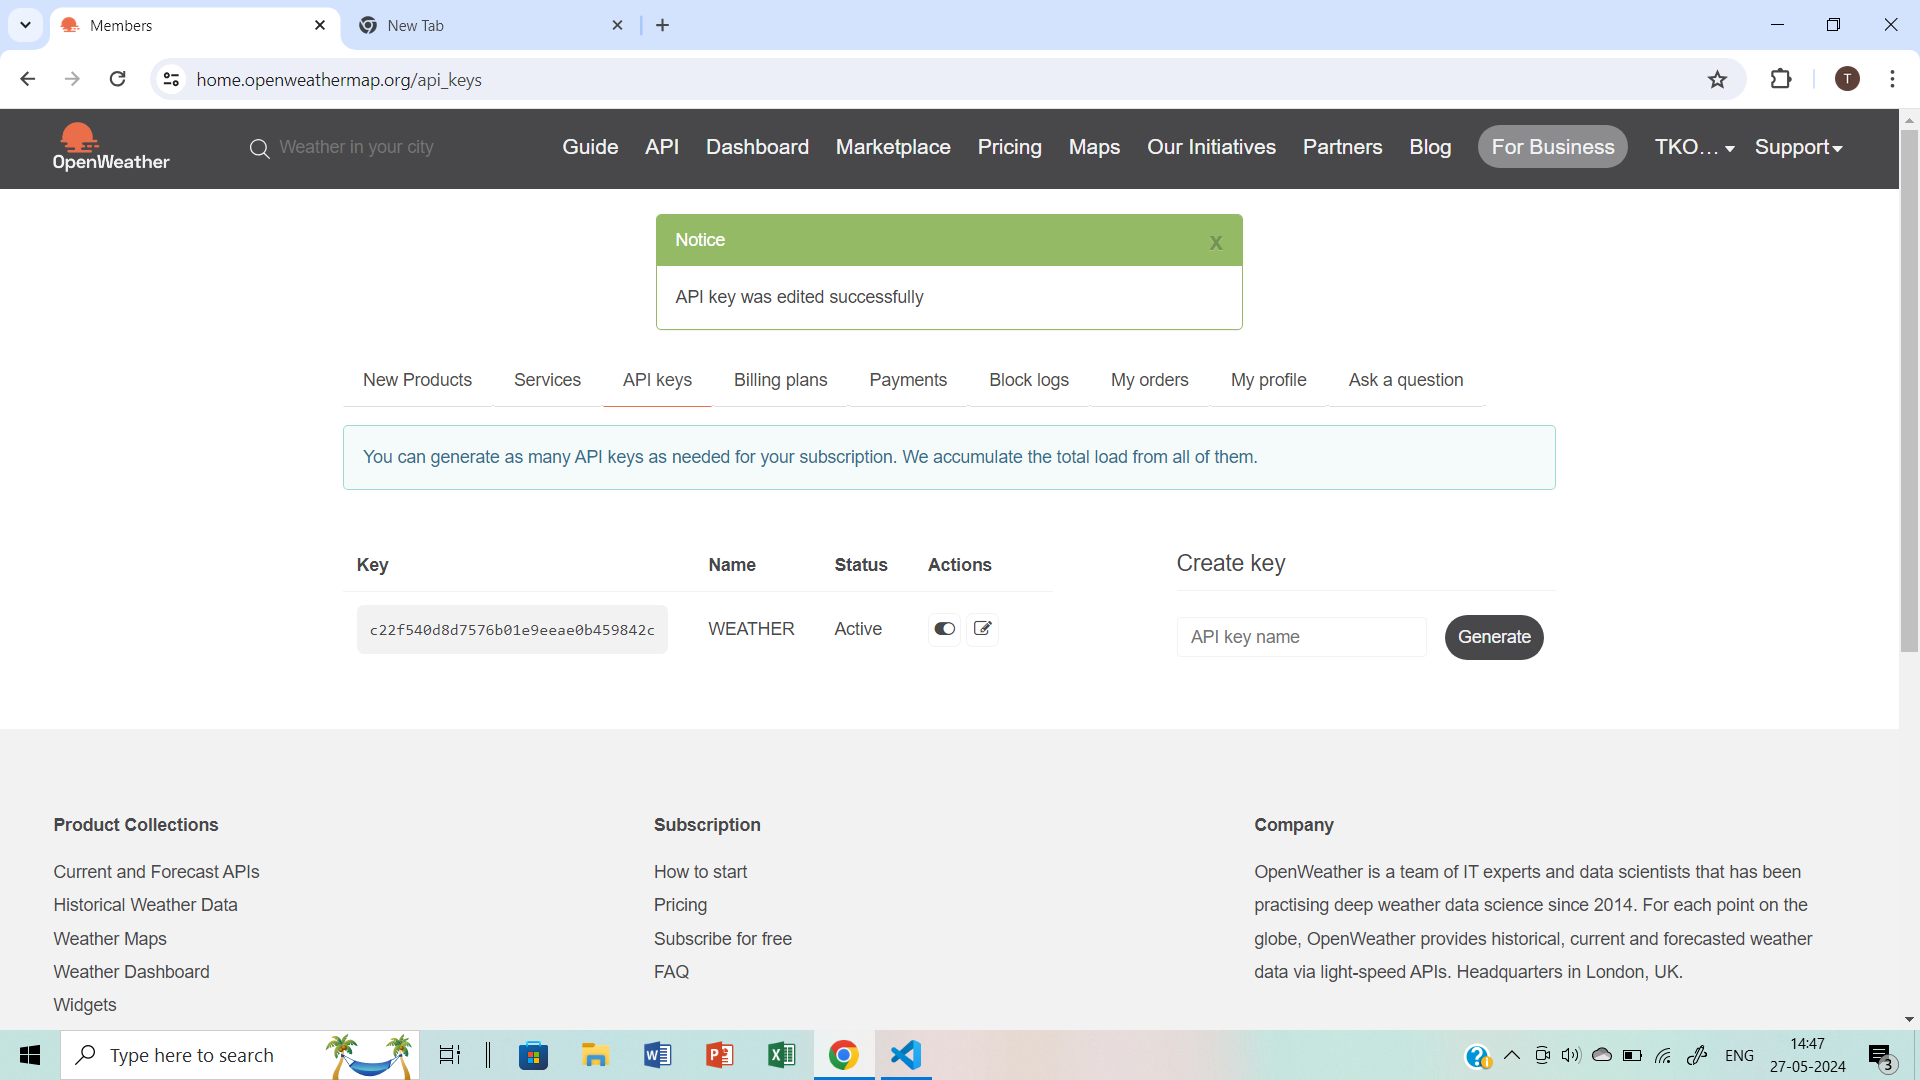 Members
New Tab
home.openweathermap.org/api_keys
OpenWeather
Weather in your city
Guide API Dashboard Marketplace Pricing Maps Our Initiatives Partners Blog For Business TKO... Support
Notice x
API key was edited successfully
New Products Services API keys Billing plans Payments Block logs My orders My profile Ask a question
You can generate as many API keys as needed for your subscription. We accumulate the total load from all of them.
Key Name Status Actions
c22f540d8d7576b01e9eeae0b459842c WEATHER Active
Create key
API key name Generate
Product Collections
Current and Forecast APIs
Historical Weather Data
Weather Maps
Weather Dashboard
Widgets
Subscription
How to start
Pricing
Subscribe for free
FAQ
Company
OpenWeather is a team of IT experts and data scientists that has been
practising deep weather data science since 2014. For each point on the
globe, OpenWeather provides historical, current and forecasted weather
data via light-speed APIs. Headquarters in London, UK.
Type here to search
ENG
14:47
27-05-2024
3
T